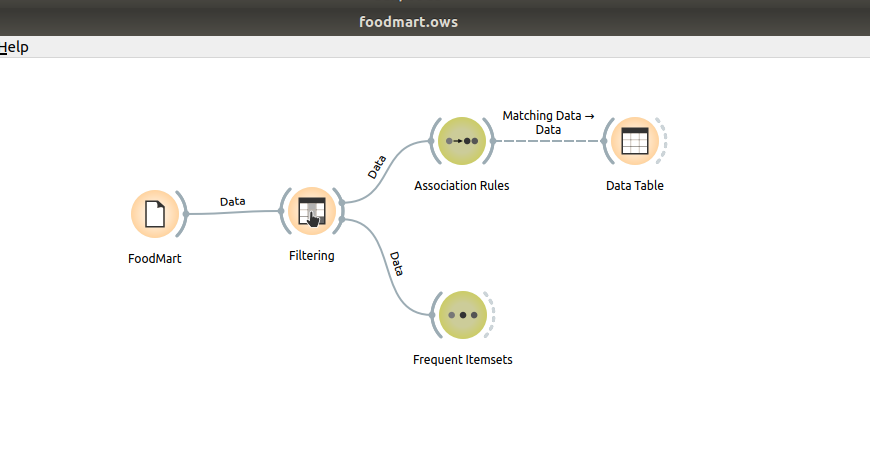 foodmart.ows
Help
Matching Data →
Data
Data
Association Rules
Data Table
Data
FoodMart
Filtering
Data
Frequent Itemsets